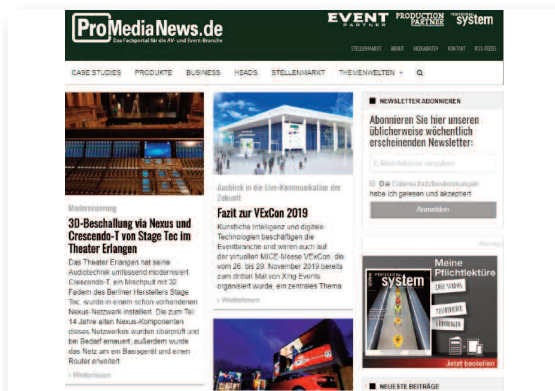 ProMediaNews.de
Das Fachportal für die AV- und Event-Branche
EVENT PARTNER
PRODUCTION PARTNER
PROFESSIONAL system
STELLENMARKT ABOUT MEDIADATEN KONTAKT RSS-FEEDS
CASE STUDIES PRODUKTE BUSINESS HEADS STELLENMARKT THEMENWELTEN
Modernisierung
3D-Beschallung via Nexus und
Crescendo-T von Stage Tec im
Theater Erlangen
Das Theater Erlangen hat seine
Audiotechnik umfassend modernisiert.
Crescendo-T, ein Mischpult mit 32
Fadern des Berliner Herstellers Stage
Tec, wurde in einem schon vorhandenen
Nexus-Netzwerk installiert. Die zum Teil
14 Jahre alten Nexus-Komponenten
dieses Netzwerkes wurden überprüft und
bei Bedarf erneuert, außerdem wurde
das Netz um ein Basisgerät und einen
Router erweitert.
› Weiterlesen
Ausblick in die Live-Kommunikation der
Zukunft
Fazit zur VExCon 2019
Künstliche Intelligenz und digitale
Technologien beschäftigen die
Eventbranche und waren auch auf
der virtuellen MICE-Messe VExCon, die
vom 26. bis 29. November 2019 bereits
zum dritten Mal von Xing Events
organisiert wurde, ein zentrales Thema.
› Weiterlesen
NEWSLETTER ABONNIEREN
Abonnieren Sie hier unseren
üblicherweise wöchentlich
erscheinenden Newsletter:
E-Mail-Adresse eingeben
Die Datenschutzbestimmungen
habe ich gelesen und akzeptiert.
Anmelden
Anzeige
system
Meine
Pflichtlektüre
CASE STUDIES
TESTBERICHTE
LÖSUNGEN
Jetzt bestellen
NEUESTE BEITRÄGE